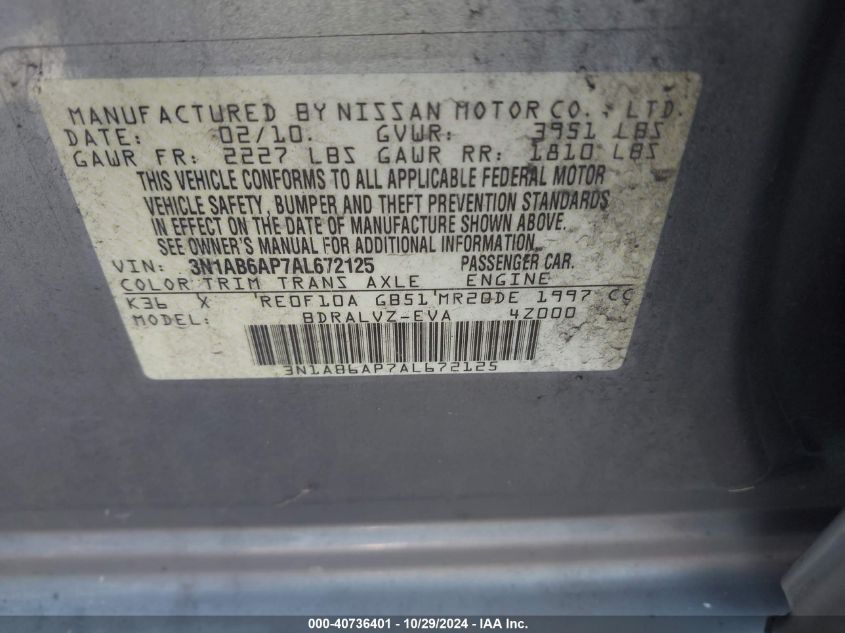 MANUFACTURED BY NISSAN MOTOR CO., LTD.
DATE: 02/10. GVWR: 3951 LBS
GAWR FR: 2227 LBS GAWR RR: 1810 LBS
THIS VEHICLE CONFORMS TO ALL APPLICABLE FEDERAL MOTOR
VEHICLE SAFETY, BUMPER AND THEFT PREVENTION STANDARDS
IN EFFECT ON THE DATE OF MANUFACTURE SHOWN ABOVE.
SEE OWNER'S MANUAL FOR ADDITIONAL INFORMATION.
VIN: 3N1AB6AP7AL672125 PASSENGER CAR.
COLOR TRIM TRANS AXLE ENGINE
K36 X RE0F10A GB51 MR20DE 1997 CC
MODEL: BDRALVZ-EVA 4Z000
3N1AB6AP7AL672125
000-40736401 - 10/29/2024 - IAA Inc.